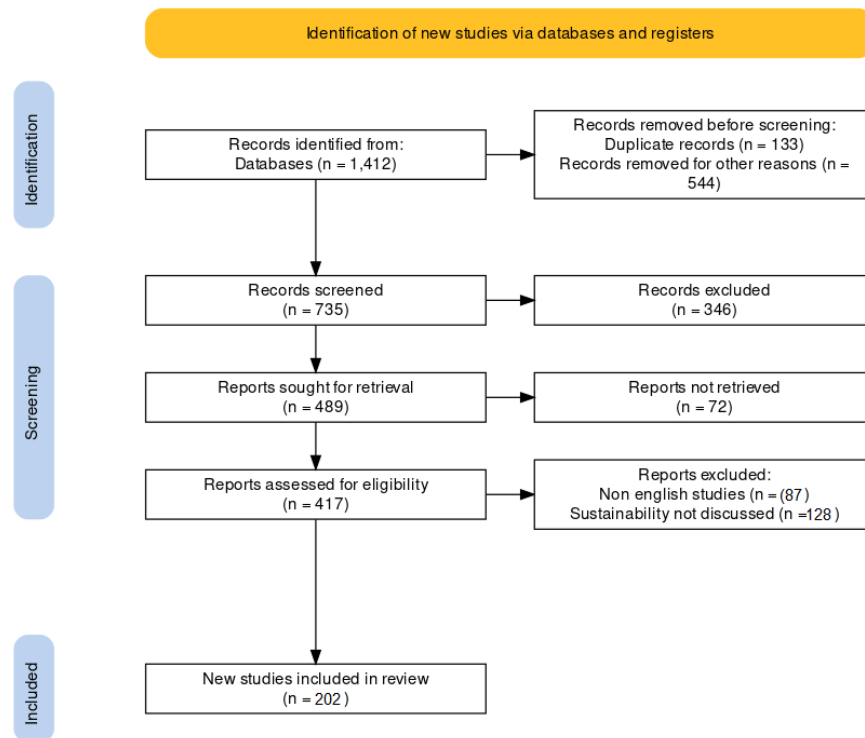 Identification of new studies via databases and registers
Identification
Records identified from:
Databases (n = 1,412)
Records removed before screening:
Duplicate records (n = 133)
Records removed for other reasons (n =
544)
Screening
Records screened
(n = 735)
Records excluded
(n = 346)
Reports sought for retrieval
(n = 489)
Reports not retrieved
(n = 72)
Reports assessed for eligibility
(n = 417)
Reports excluded:
Non english studies (n = (87)
Sustainability not discussed (n =128 )
Included
New studies included in review
(n = 202 )